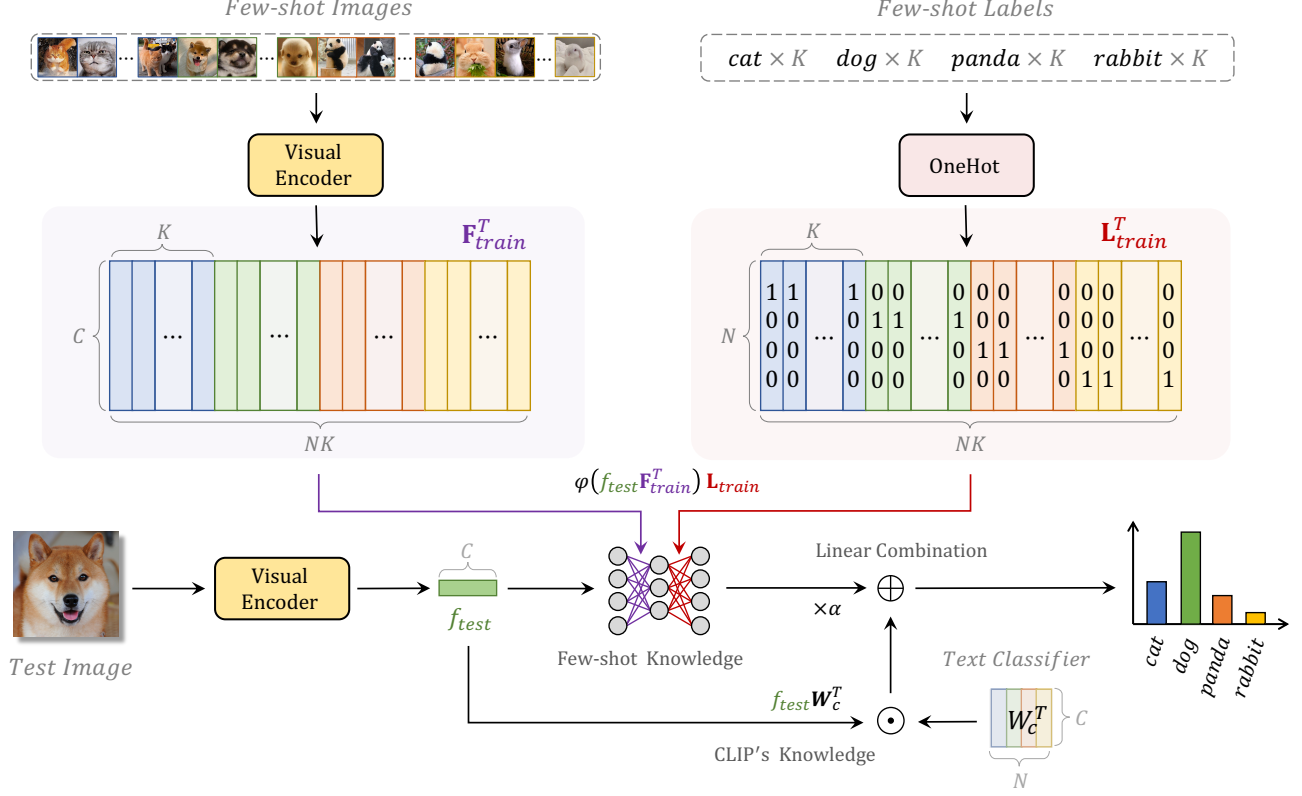 Few-shot Images
Few-shot Labels
... ... ... ...
cat × K dog × K panda × K rabbit × K
Visual
Encoder
OneHot
K
F^T_train
K
L^T_train
C
... ... ... ...
N
1 1 1 0 0 0 0 0 0 0 0 0
0 0 0 1 1 1 0 0 0 0 0 0
... ... ... ...
0 0 0 0 0 0 1 1 1 0 0 0
0 0 0 0 0 0 0 0 0 1 1 1
NK
NK
φ(f_test F^T_train) L_train
Visual
Encoder
C
f_test
Linear Combination
×α
Few-shot Knowledge
Test Image
cat
dog
panda
rabbit
Text Classifier
f_test W_c^T
W_c^T
C
CLIP's Knowledge
N